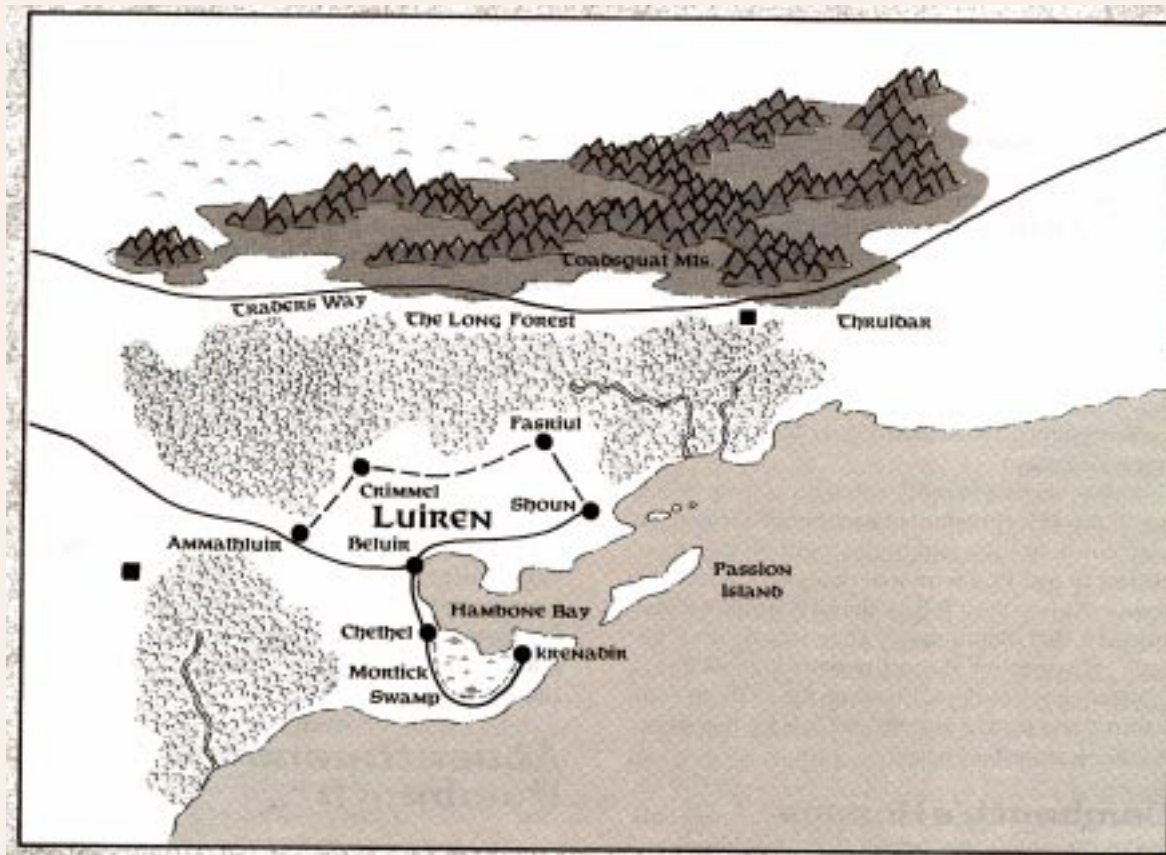 Toadsquat Mts.
Traders Way
The Long Forest
Thruldar
Fasriul
Crimmel
Shoun
Luiren
Ammathluir
Beluir
Passion
Island
Hambone Bay
Chethel
Krenadir
Mortick
Swamp